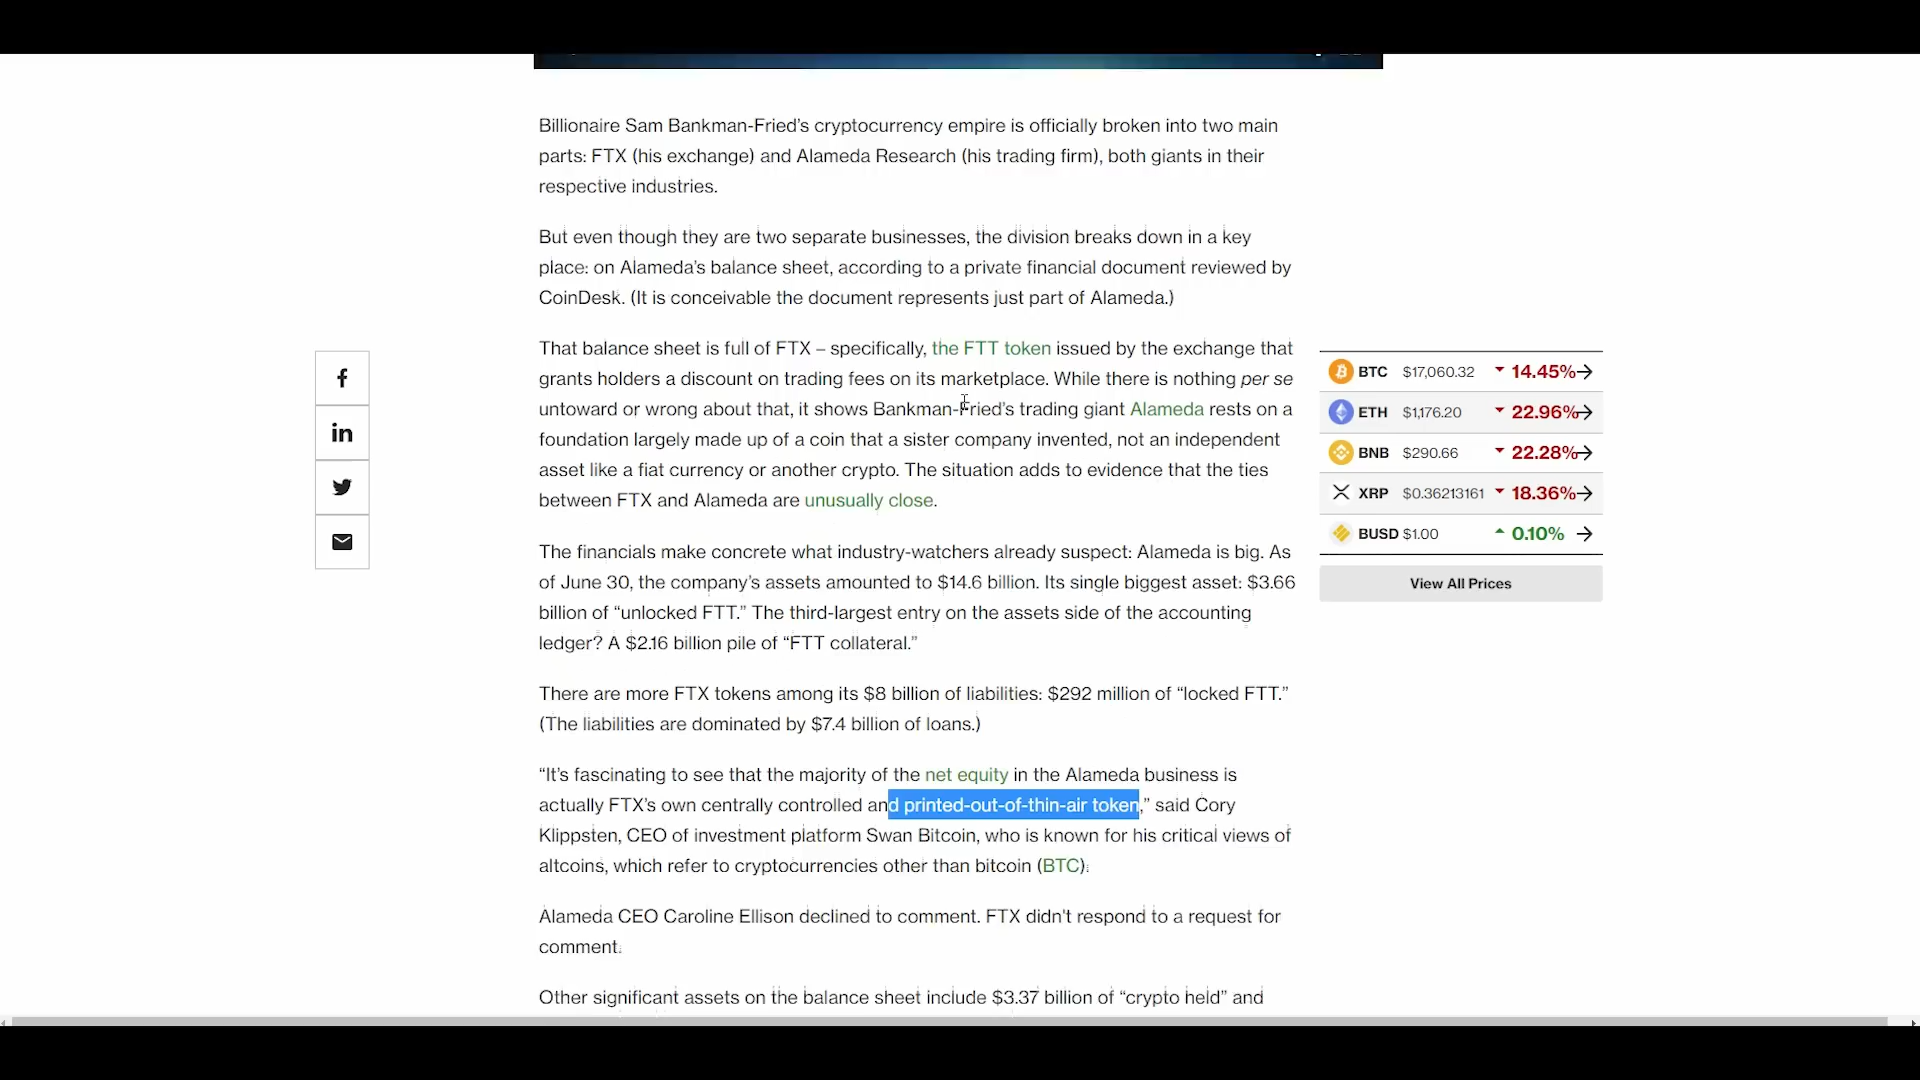 Billionaire Sam Bankman-Fried’s cryptocurrency empire is officially broken into two main
parts: FTX (his exchange) and Alameda Research (his trading firm), both giants in their
respective industries.
But even though they are two separate businesses, the division breaks down in a key
place: on Alameda’s balance sheet, according to a private financial document reviewed by
CoinDesk. (It is conceivable the document represents just part of Alameda.)
That balance sheet is full of FTX – specifically, the FTT token issued by the exchange that
grants holders a discount on trading fees on its marketplace. While there is nothing per se
untoward or wrong about that, it shows Bankman-Fried’s trading giant Alameda rests on a
foundation largely made up of a coin that a sister company invented, not an independent
asset like a fiat currency or another crypto. The situation adds to evidence that the ties
between FTX and Alameda are unusually close.
The financials make concrete what industry-watchers already suspect: Alameda is big. As
of June 30, the company’s assets amounted to $14.6 billion. Its single biggest asset: $3.66
billion of “unlocked FTT.” The third-largest entry on the assets side of the accounting
ledger? A $2.16 billion pile of “FTT collateral.”
There are more FTX tokens among its $8 billion of liabilities: $292 million of “locked FTT.”
(The liabilities are dominated by $7.4 billion of loans.)
“It’s fascinating to see that the majority of the net equity in the Alameda business is
actually FTX’s own centrally controlled and printed-out-of-thin-air token,” said Cory
Klippsten, CEO of investment platform Swan Bitcoin, who is known for his critical views of
altcoins, which refer to cryptocurrencies other than bitcoin (BTC).
Alameda CEO Caroline Ellison declined to comment. FTX didn't respond to a request for
comment.
Other significant assets on the balance sheet include $3.37 billion of “crypto held” and
BTC $17,060.32 14.45%
ETH $1,176.20 22.96%
BNB $290.66 22.28%
XRP $0.36213161 18.36%
BUSD $1.00 0.10%
View All Prices